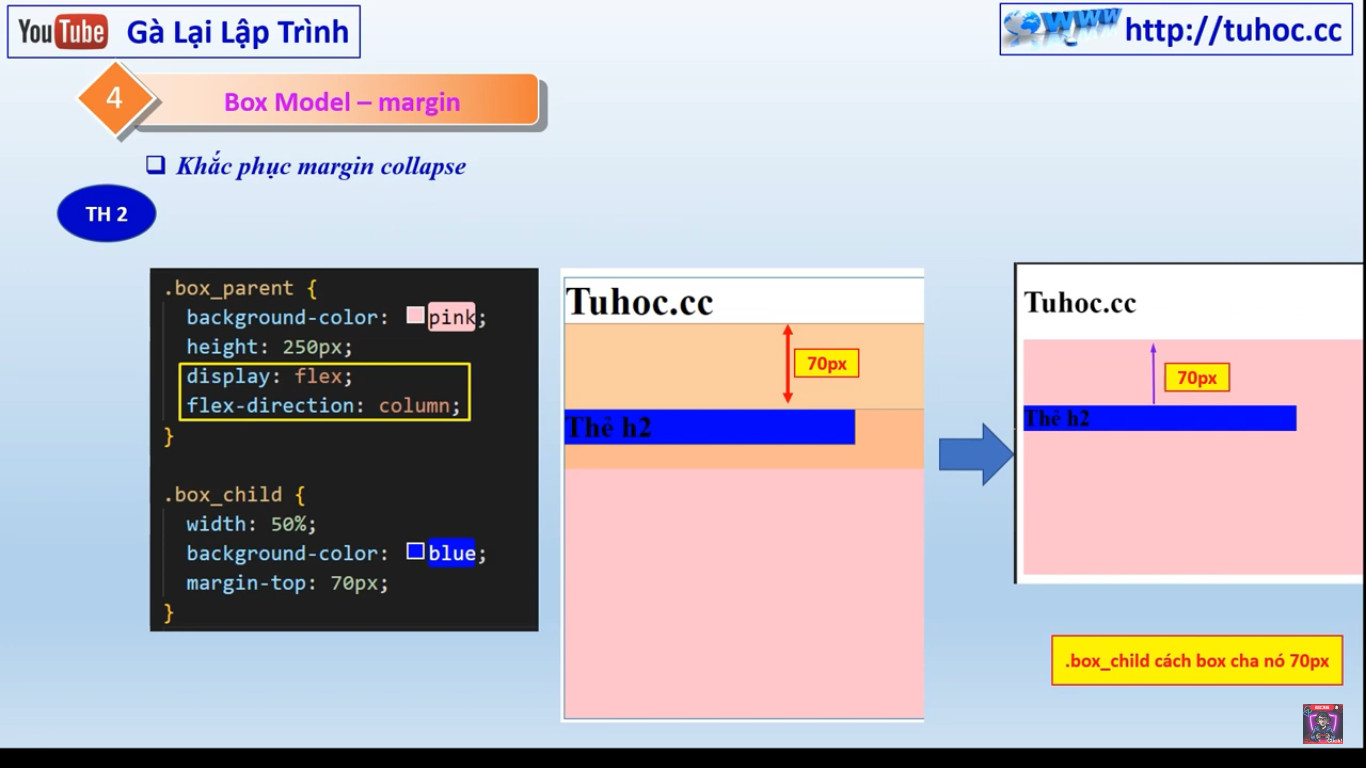 YouTube Gà Lại Lập Trình
http://tuhoc.cc
4
Box Model – margin
Khắc phục margin collapse
TH 2
.box_parent {
background-color: pink;
height: 250px;
display: flex;
flex-direction: column;
}
.box_child {
width: 50%;
background-color: blue;
margin-top: 70px;
}
Tuhoc.cc
70px
Thẻ h2
Tuhoc.cc
70px
Thẻ h2
.box_child cách box cha nó 70px